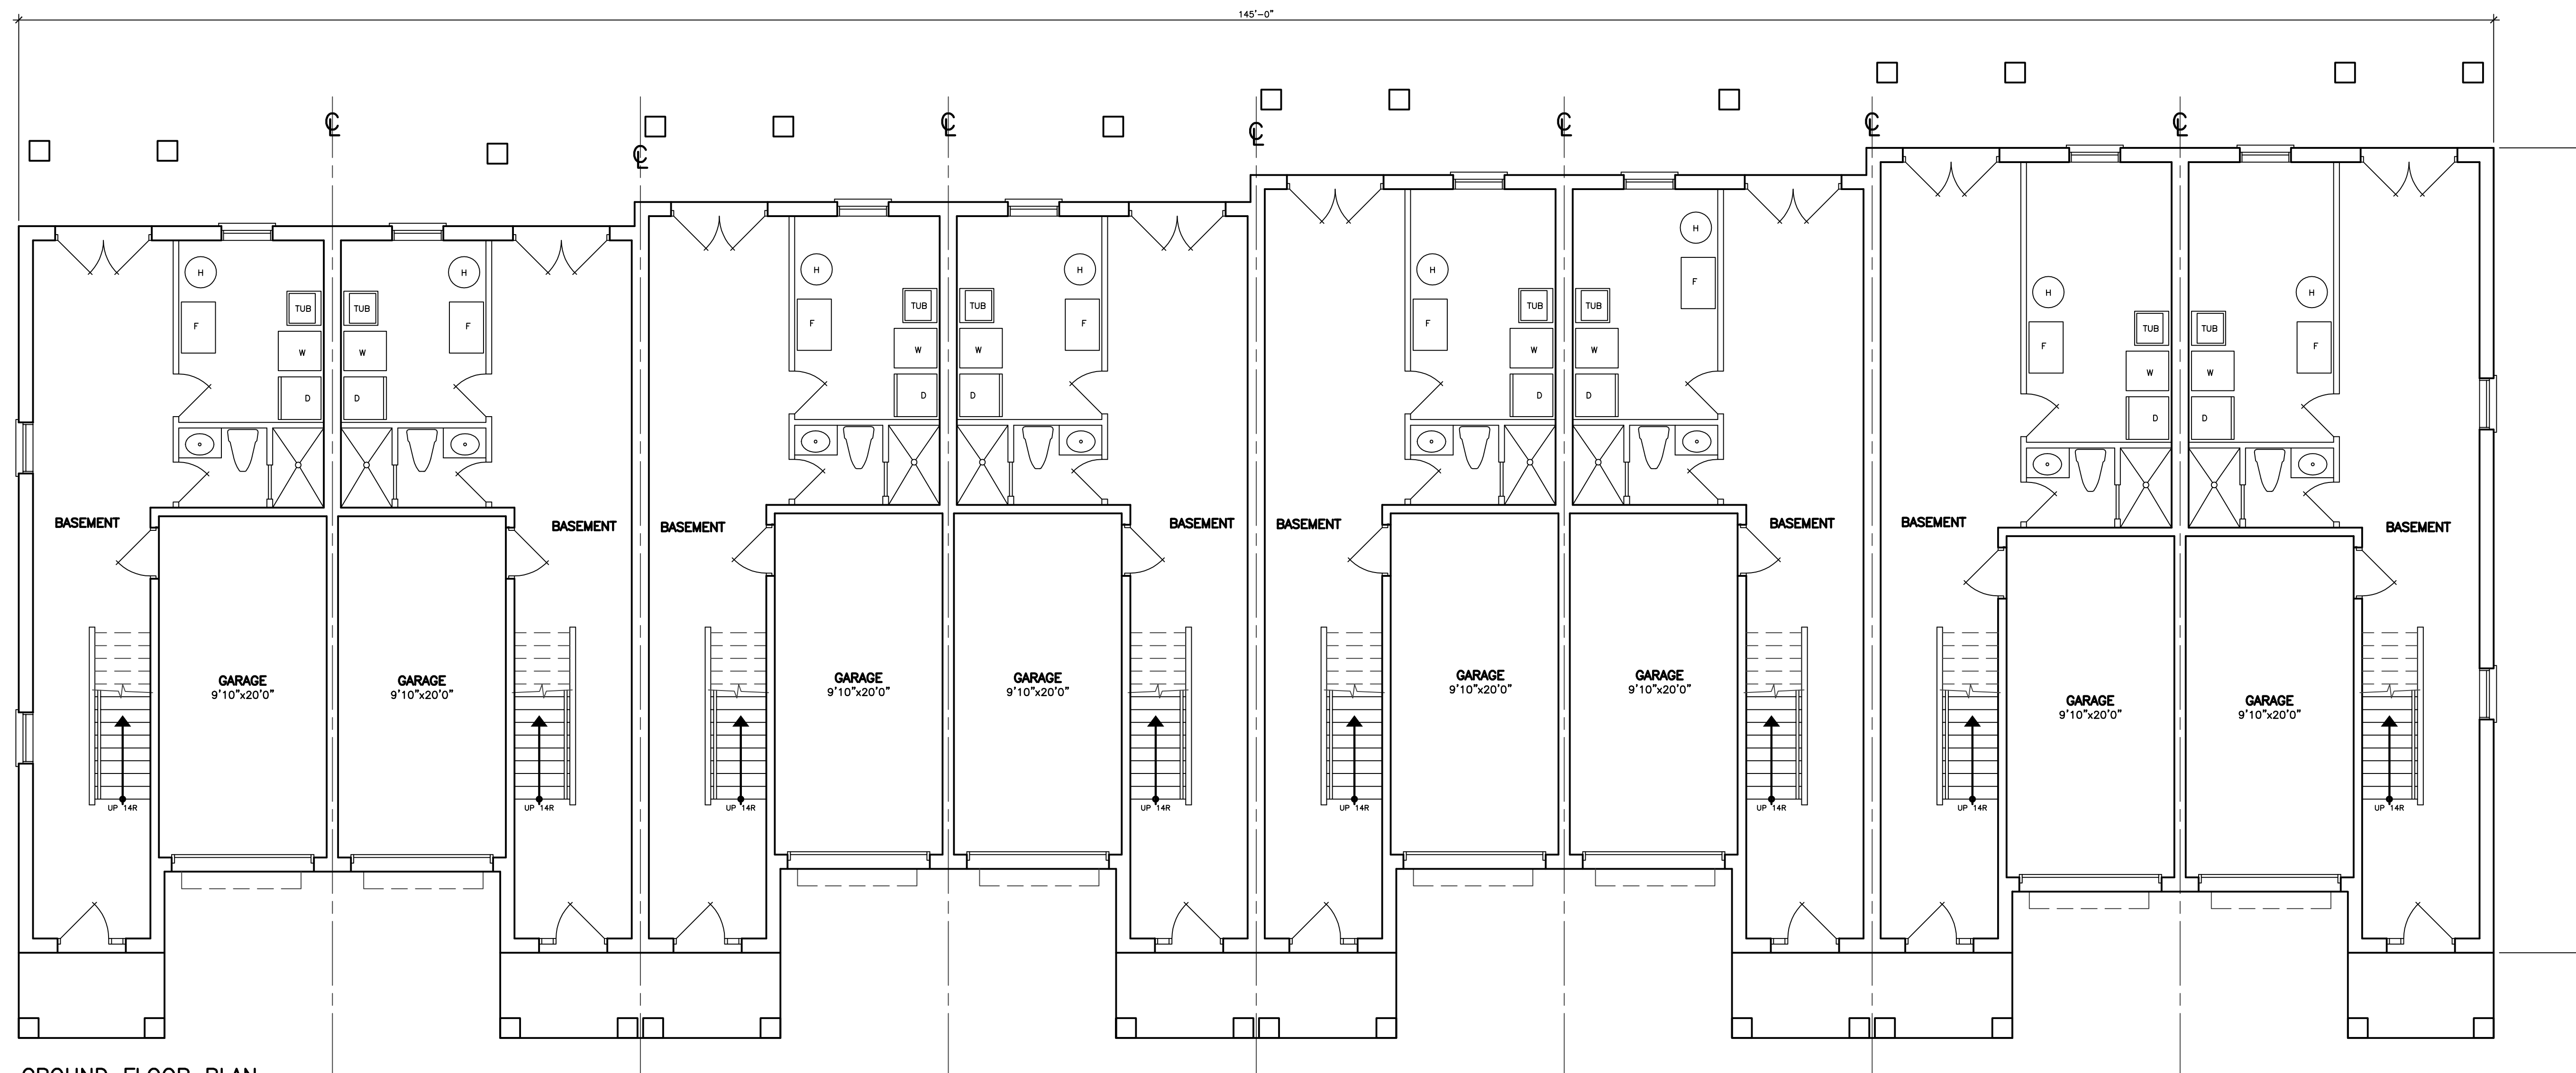 145'-0"
℄
℄
℄
℄
℄
℄
℄
H
TUB
F
W
D
BASEMENT
GARAGE
9'10"x20'0"
UP 14R
H
TUB
F
W
D
BASEMENT
GARAGE
9'10"x20'0"
UP 14R
H
TUB
F
W
D
BASEMENT
GARAGE
9'10"x20'0"
UP 14R
H
TUB
F
W
D
BASEMENT
GARAGE
9'10"x20'0"
UP 14R
H
TUB
F
W
D
BASEMENT
GARAGE
9'10"x20'0"
UP 14R
H
F
TUB
W
D
BASEMENT
GARAGE
9'10"x20'0"
UP 14R
H
TUB
F
W
D
BASEMENT
GARAGE
9'10"x20'0"
UP 14R
H
TUB
F
W
D
BASEMENT
GARAGE
9'10"x20'0"
UP 14R
GROUND FLOOR PLAN